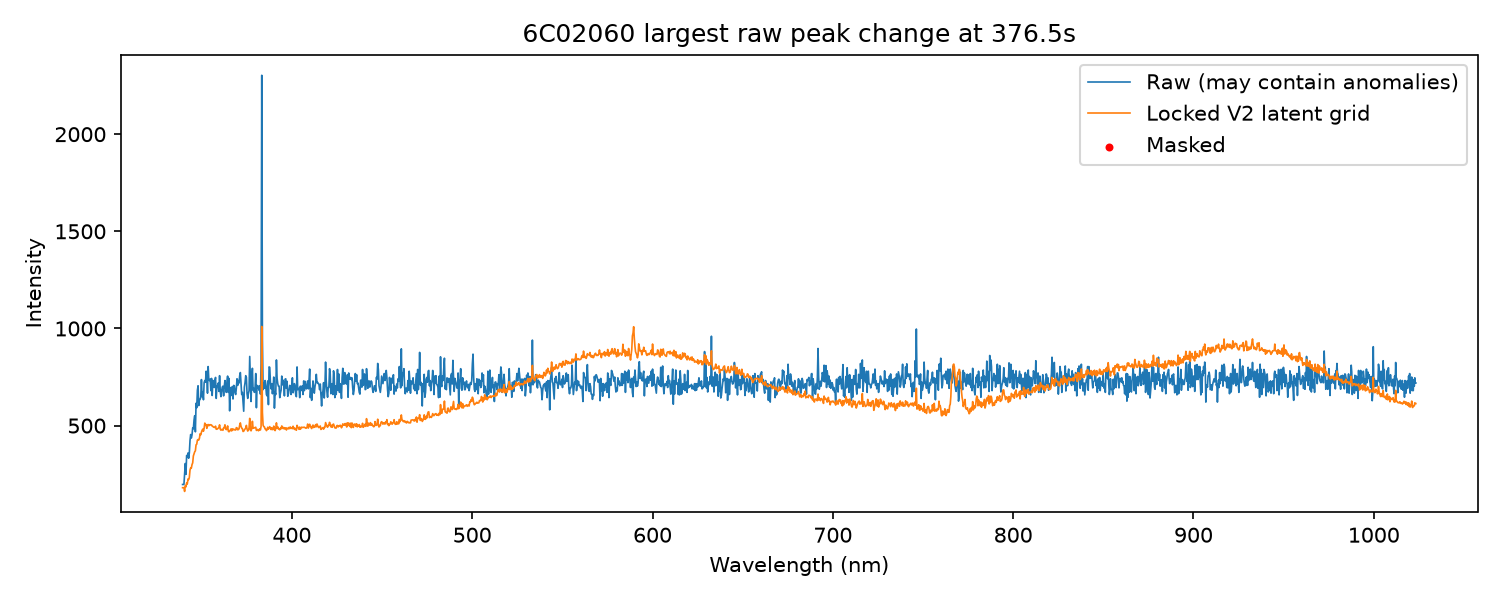 6C02060 largest raw peak change at 376.5s
Raw (may contain anomalies)
Locked V2 latent grid
Masked
Intensity
2000
1500
1000
500
400
500
600
700
800
900
1000
Wavelength (nm)